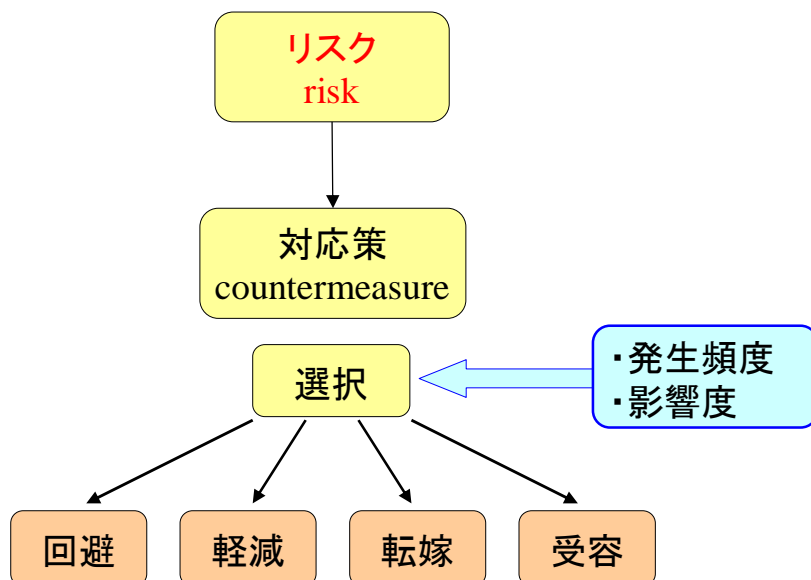 リスク
risk
対応策
countermeasure
選択
・発生頻度
・影響度
回避
軽減
転嫁
受容